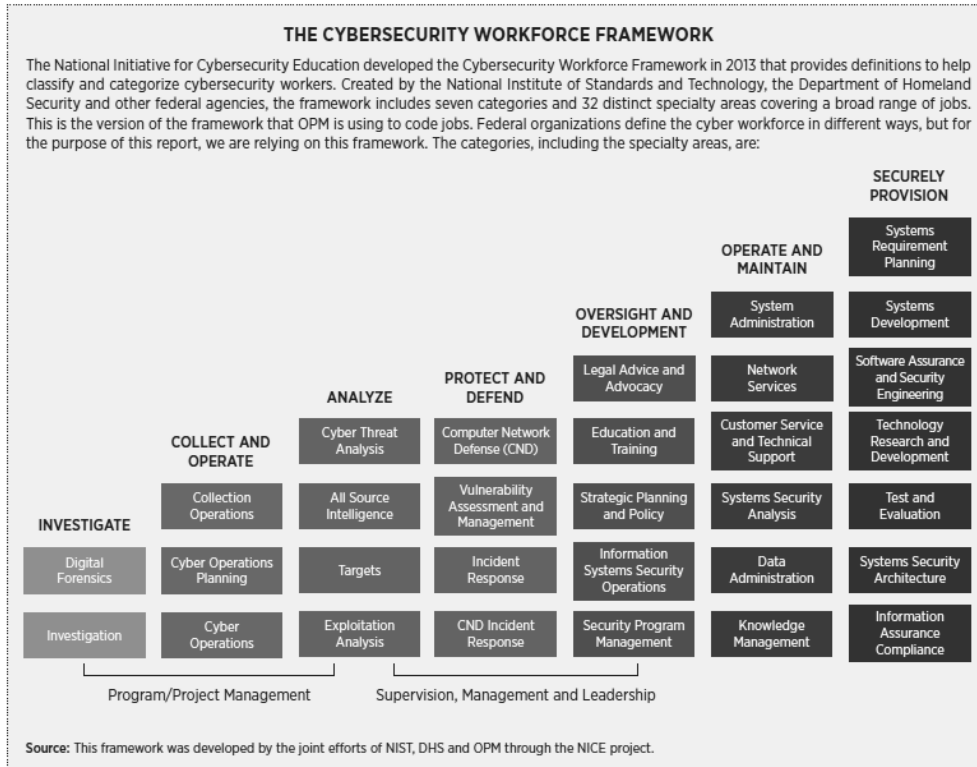 THE CYBERSECURITY WORKFORCE FRAMEWORK
The National Initiative for Cybersecurity Education developed the Cybersecurity Workforce Framework in 2013 that provides definitions to help
classify and categorize cybersecurity workers. Created by the National Institute of Standards and Technology, the Department of Homeland
Security and other federal agencies, the framework includes seven categories and 32 distinct specialty areas covering a broad range of jobs.
This is the version of the framework that OPM is using to code jobs. Federal organizations define the cyber workforce in different ways, but for
the purpose of this report, we are relying on this framework. The categories, including the specialty areas, are:
INVESTIGATE
Digital
Forensics
Investigation
COLLECT AND
OPERATE
Collection
Operations
Cyber Operations
Planning
Cyber
Operations
ANALYZE
Cyber Threat
Analysis
All Source
Intelligence
Targets
Exploitation
Analysis
PROTECT AND
DEFEND
Computer Network
Defense (CND)
Vulnerability
Assessment and
Management
Incident
Response
CND Incident
Response
OVERSIGHT AND
DEVELOPMENT
Legal Advice and
Advocacy
Education and
Training
Strategic Planning
and Policy
Information
Systems Security
Operations
Security Program
Management
OPERATE AND
MAINTAIN
System
Administration
Network
Services
Customer Service
and Technical
Support
Systems Security
Analysis
Data
Administration
Knowledge
Management
SECURELY
PROVISION
Systems
Requirement
Planning
Systems
Development
Software Assurance
and Security
Engineering
Technology
Research and
Development
Test and
Evaluation
Systems Security
Architecture
Information
Assurance
Compliance
Program/Project Management
Supervision, Management and Leadership
Source: This framework was developed by the joint efforts of NIST, DHS and OPM through the NICE project.